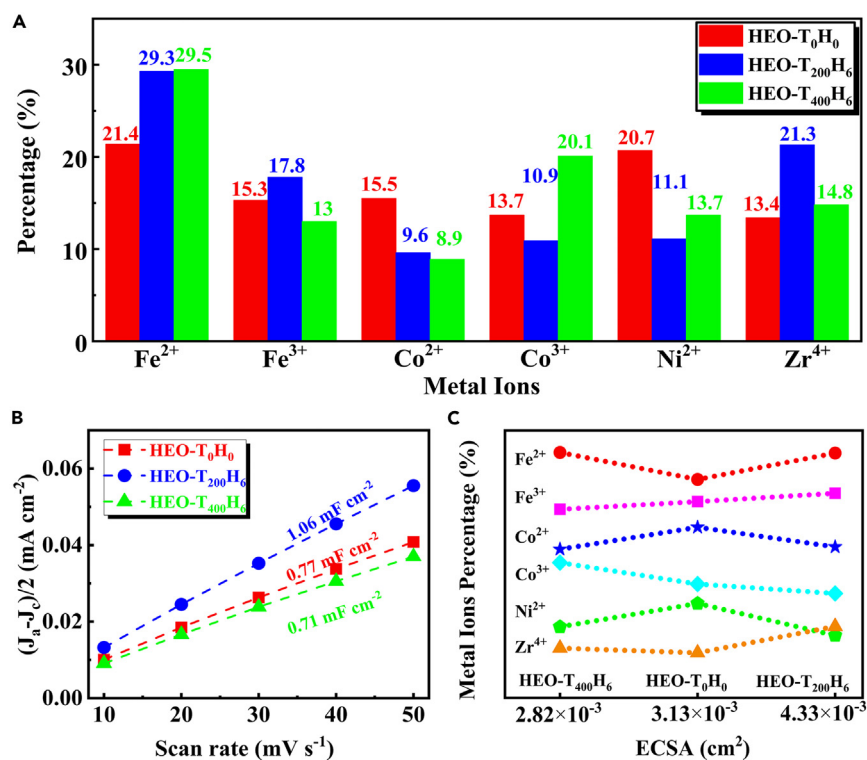 A
HEO-T₀H₀
HEO-T₂₀₀H₆
HEO-T₄₀₀H₆
Percentage (%)
30
20
10
0
21.4
29.3
29.5
15.3
17.8
13
15.5
9.6
8.9
13.7
10.9
20.1
20.7
11.1
13.7
13.4
21.3
14.8
Fe²⁺
Fe³⁺
Co²⁺
Co³⁺
Ni²⁺
Zr⁴⁺
Metal Ions
B
HEO-T₀H₀
HEO-T₂₀₀H₆
HEO-T₄₀₀H₆
(Jₐ-J꜀)/2 (mA cm⁻²)
0.06
0.04
0.02
0.00
1.06 mF cm⁻²
0.77 mF cm⁻²
0.71 mF cm⁻²
10
20
30
40
50
Scan rate (mV s⁻¹)
C
Metal Ions Percentage (%)
Fe²⁺
Fe³⁺
Co²⁺
Co³⁺
Ni²⁺
Zr⁴⁺
HEO-T₄₀₀H₆
HEO-T₀H₀
HEO-T₂₀₀H₆
2.82×10⁻³
3.13×10⁻³
4.33×10⁻³
ECSA (cm²)